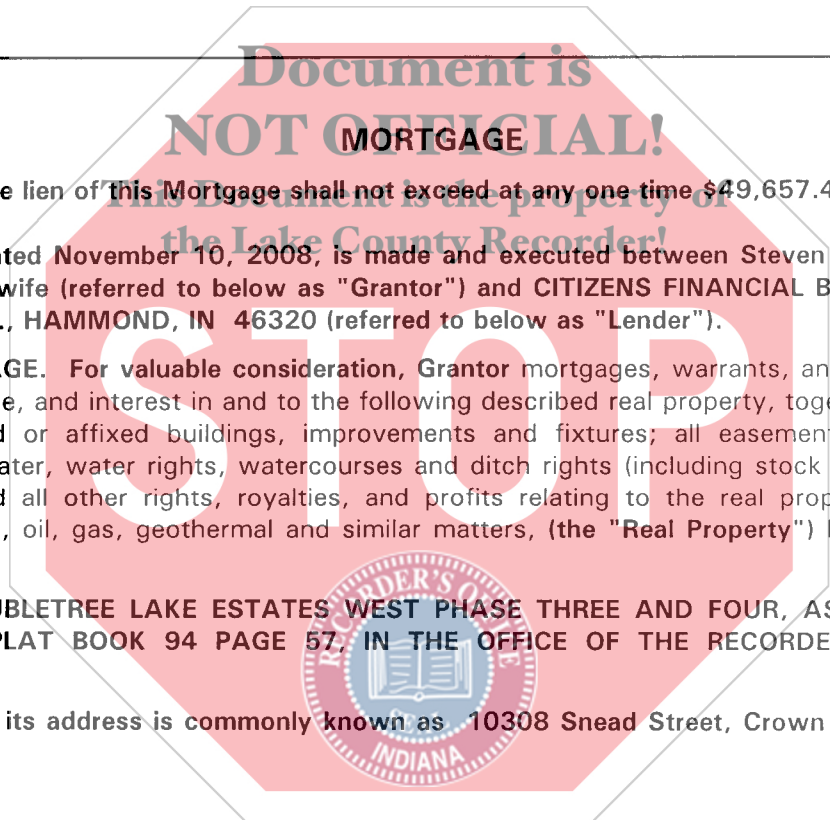 Document is
NOT OFFICIAL!
MORTGAGE
e lien of this Mortgage shall not exceed at any one time $49,657.4
This Document is the property of
the Lake County Recorder!
ted November 10, 2008, is made and executed between Steven
wife (referred to below as "Grantor") and CITIZENS FINANCIAL B
., HAMMOND, IN 46320 (referred to below as "Lender").
GE. For valuable consideration, Grantor mortgages, warrants, an
e, and interest in and to the following described real property, toge
d or affixed buildings, improvements and fixtures; all easement
ater, water rights, watercourses and ditch rights (including stock
d all other rights, royalties, and profits relating to the real prop
, oil, gas, geothermal and similar matters, (the "Real Property")
STOP
UBLETREE LAKE ESTATES WEST PHASE THREE AND FOUR, AS
PLAT BOOK 94 PAGE 57, IN THE OFFICE OF THE RECORDE
its address is commonly known as 10308 Snead Street, Crown
RECORDER'S OFFICE
SEAL
INDIANA